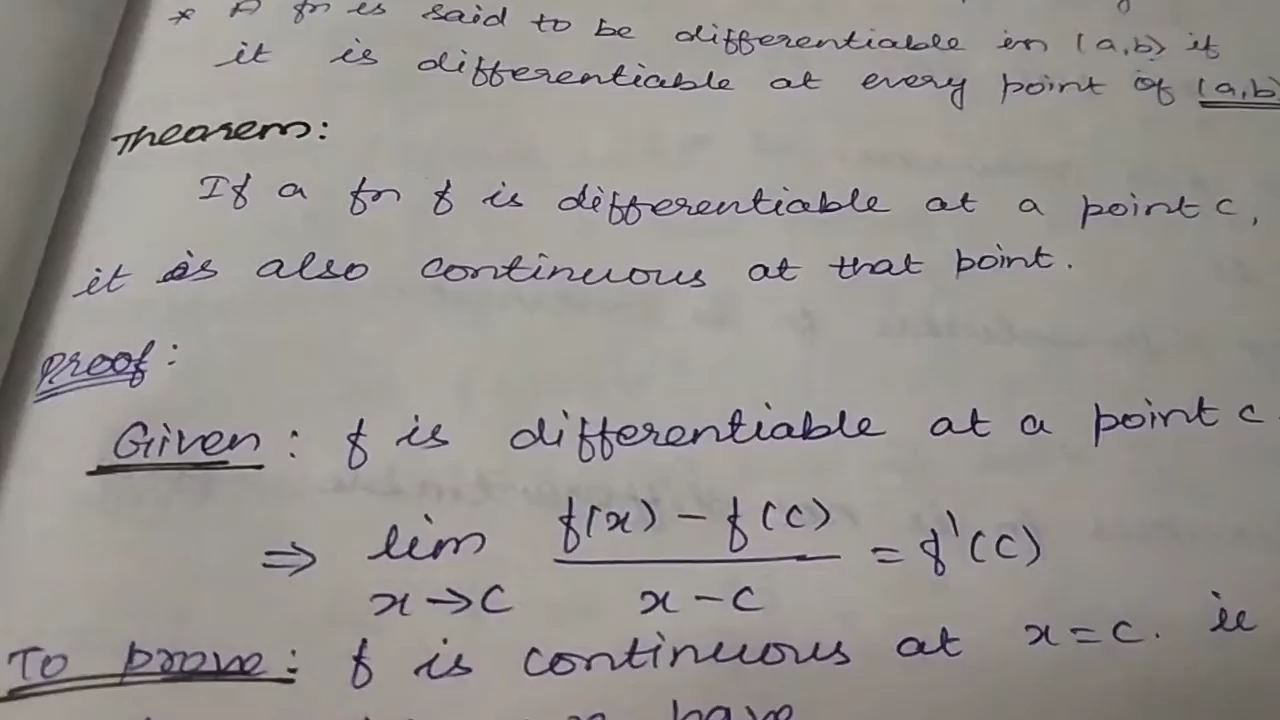 * A fn is said to be differentiable in (a,b) if
it is differentiable at every point of (a,b)
Theorem:
If a fn f is differentiable at a point c,
it is also continuous at that point.
Proof:
Given: f is differentiable at a point c
⇒ lim x→c f(x) - f(c) / x - c = f'(c)
To prove: f is continuous at x = c. ie
have